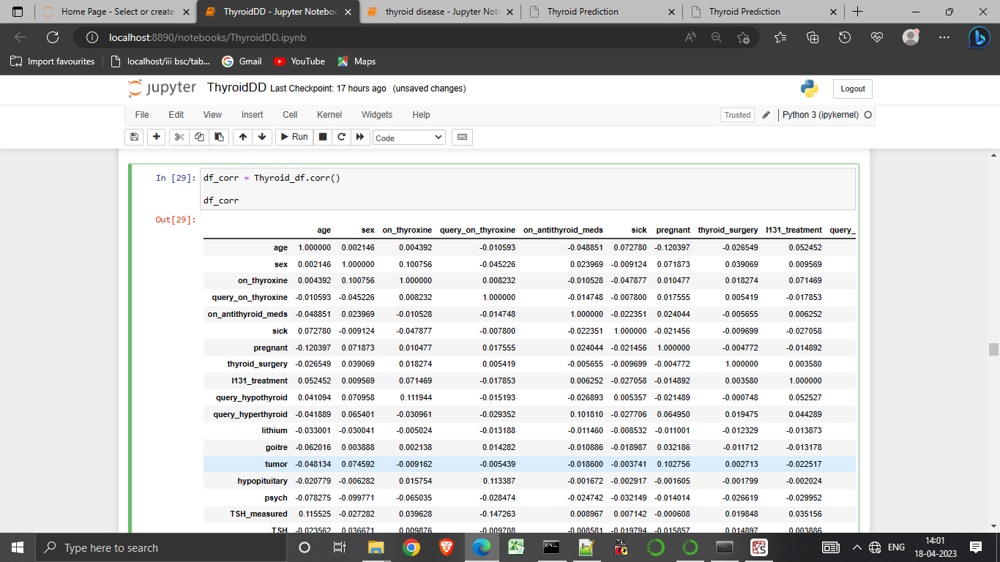 Home Page - Select or create
ThyroidDD - Jupyter Noteboo
thyroid disease - Jupyter Note
Thyroid Prediction
Thyroid Prediction
localhost:8890/notebooks/ThyroidDD.ipynb
Import favourites
localhost/iii bsc/tab...
Gmail
YouTube
Maps
jupyter ThyroidDD Last Checkpoint: 17 hours ago (unsaved changes)
Logout
File Edit View Insert Cell Kernel Widgets Help
Trusted
Python 3 (ipykernel)
Run
Code
In [29]: df_corr = Thyroid_df.corr()
df_corr
Out[29]:
age sex on_thyroxine query_on_thyroxine on_antithyroid_meds sick pregnant thyroid_surgery I131_treatment query_
age 1.000000 0.002146 0.004392 -0.010593 -0.048851 0.072780 -0.120397 -0.026549 0.052452
sex 0.002146 1.000000 0.100756 -0.045226 0.023969 -0.009124 0.071873 0.039069 0.009569
on_thyroxine 0.004392 0.100756 1.000000 0.008232 -0.010528 -0.047877 0.010477 0.018274 0.071469
query_on_thyroxine -0.010593 -0.045226 0.008232 1.000000 -0.014748 -0.007800 0.017555 0.005419 -0.017853
on_antithyroid_meds -0.048851 0.023969 -0.010528 -0.014748 1.000000 -0.022351 0.024044 -0.005655 0.006252
sick 0.072780 -0.009124 -0.047877 -0.007800 -0.022351 1.000000 -0.021456 -0.009699 -0.027058
pregnant -0.120397 0.071873 0.010477 0.017555 0.024044 -0.021456 1.000000 -0.004772 -0.014892
thyroid_surgery -0.026549 0.039069 0.018274 0.005419 -0.005655 -0.009699 -0.004772 1.000000 0.003580
I131_treatment 0.052452 0.009569 0.071469 -0.017853 0.006252 -0.027058 -0.014892 0.003580 1.000000
query_hypothyroid 0.041094 0.070958 0.111944 -0.015193 -0.026893 0.005357 -0.021489 -0.000748 0.052527
query_hyperthyroid -0.041889 0.065401 -0.030961 -0.029352 0.101810 -0.027706 0.064950 0.019475 0.044289
lithium -0.033001 -0.030041 -0.005024 -0.013188 -0.011460 -0.008532 -0.011001 -0.012329 -0.013873
goitre -0.062016 0.003888 0.002138 0.014282 -0.010886 -0.018987 0.032186 -0.011712 -0.013178
tumor -0.048134 0.074592 -0.009162 -0.005439 -0.018600 -0.003741 0.102756 0.002713 -0.022517
hypopituitary -0.020779 -0.006282 0.015754 0.113387 -0.001672 -0.002917 -0.001605 -0.001799 -0.002024
psych -0.078275 -0.099771 -0.065035 -0.028474 -0.024742 -0.032149 -0.014014 -0.026619 -0.029952
TSH_measured 0.115525 -0.027282 0.039628 -0.147263 0.008967 0.007142 -0.000608 0.019848 0.035156
TSH -0.023562 0.036671 0.009876 -0.009708 -0.008581 -0.019794 -0.015857 0.014897 0.003886
Type here to search
ENG
14:01
18-04-2023